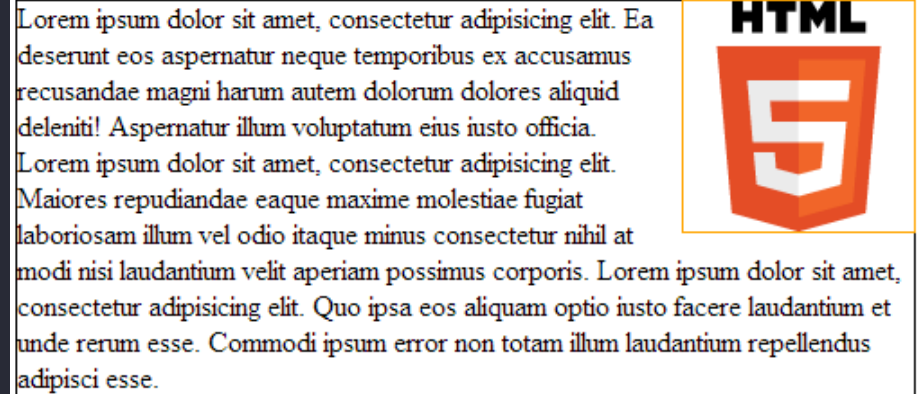 Lorem ipsum dolor sit amet, consectetur adipisicing elit. Ea
deserunt eos aspernatur neque temporibus ex accusamus
recusandae magni harum autem dolorum dolores aliquid
deleniti! Aspernatur illum voluptatum eius iusto officia.
Lorem ipsum dolor sit amet, consectetur adipisicing elit.
Maiores repudiandae eaque maxime molestiae fugiat
laboriosam illum vel odio itaque minus consectetur nihil at
modi nisi laudantium velit aperiam possimus corporis. Lorem ipsum dolor sit amet,
consectetur adipisicing elit. Quo ipsa eos aliquam optio iusto facere laudantium et
unde rerum esse. Commodi ipsum error non totam illum laudantium repellendus
adipisci esse.
HTML
5